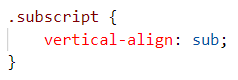 .subscript {
    vertical-align: sub;
}